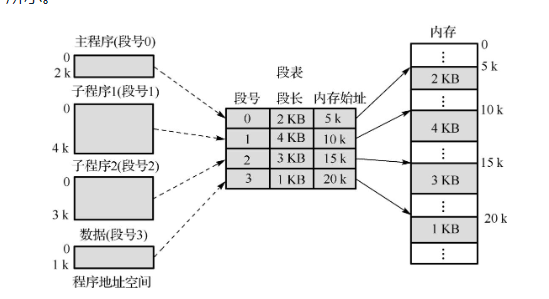 所示。
主程序(段号0)
0
2 k
子程序1(段号1)
0
4 k
子程序2(段号2)
0
3 k
数据(段号3)
0
1 k
程序地址空间
段表
段号 段长 内存始址
0 2 KB 5 k
1 4 KB 10 k
2 3 KB 15 k
3 1 KB 20 k
内存
0
⋮
5 k
2 KB
⋮
10 k
4 KB
⋮
15 k
3 KB
⋮
20 k
1 KB
⋮